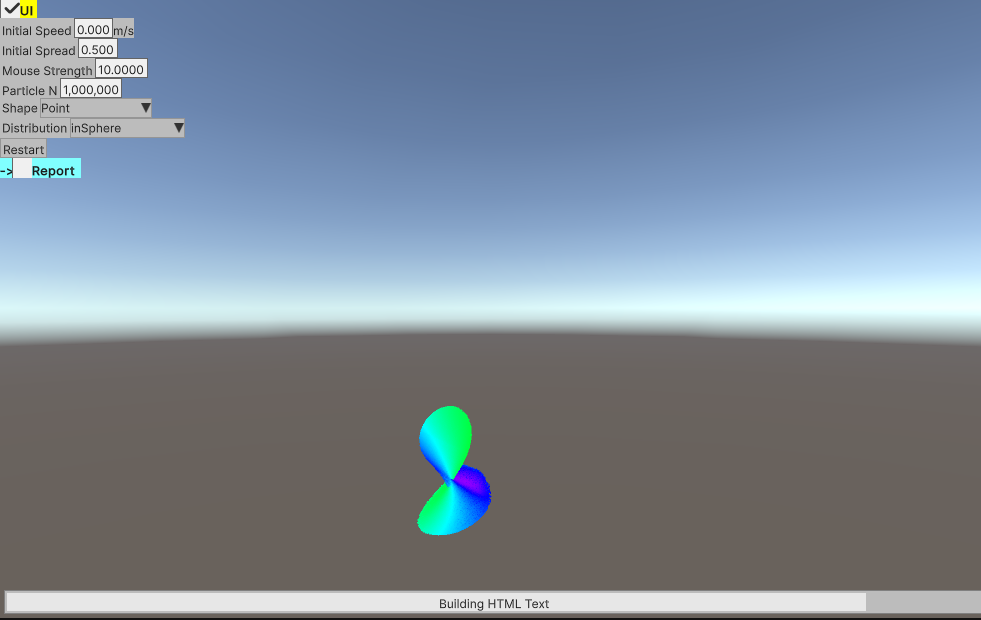 UI
Initial Speed 0.000 m/s
Initial Spread 0.500
Mouse Strength 10.0000
Particle N 1,000,000
Shape Point
Distribution inSphere
Restart
-> Report
Building HTML Text